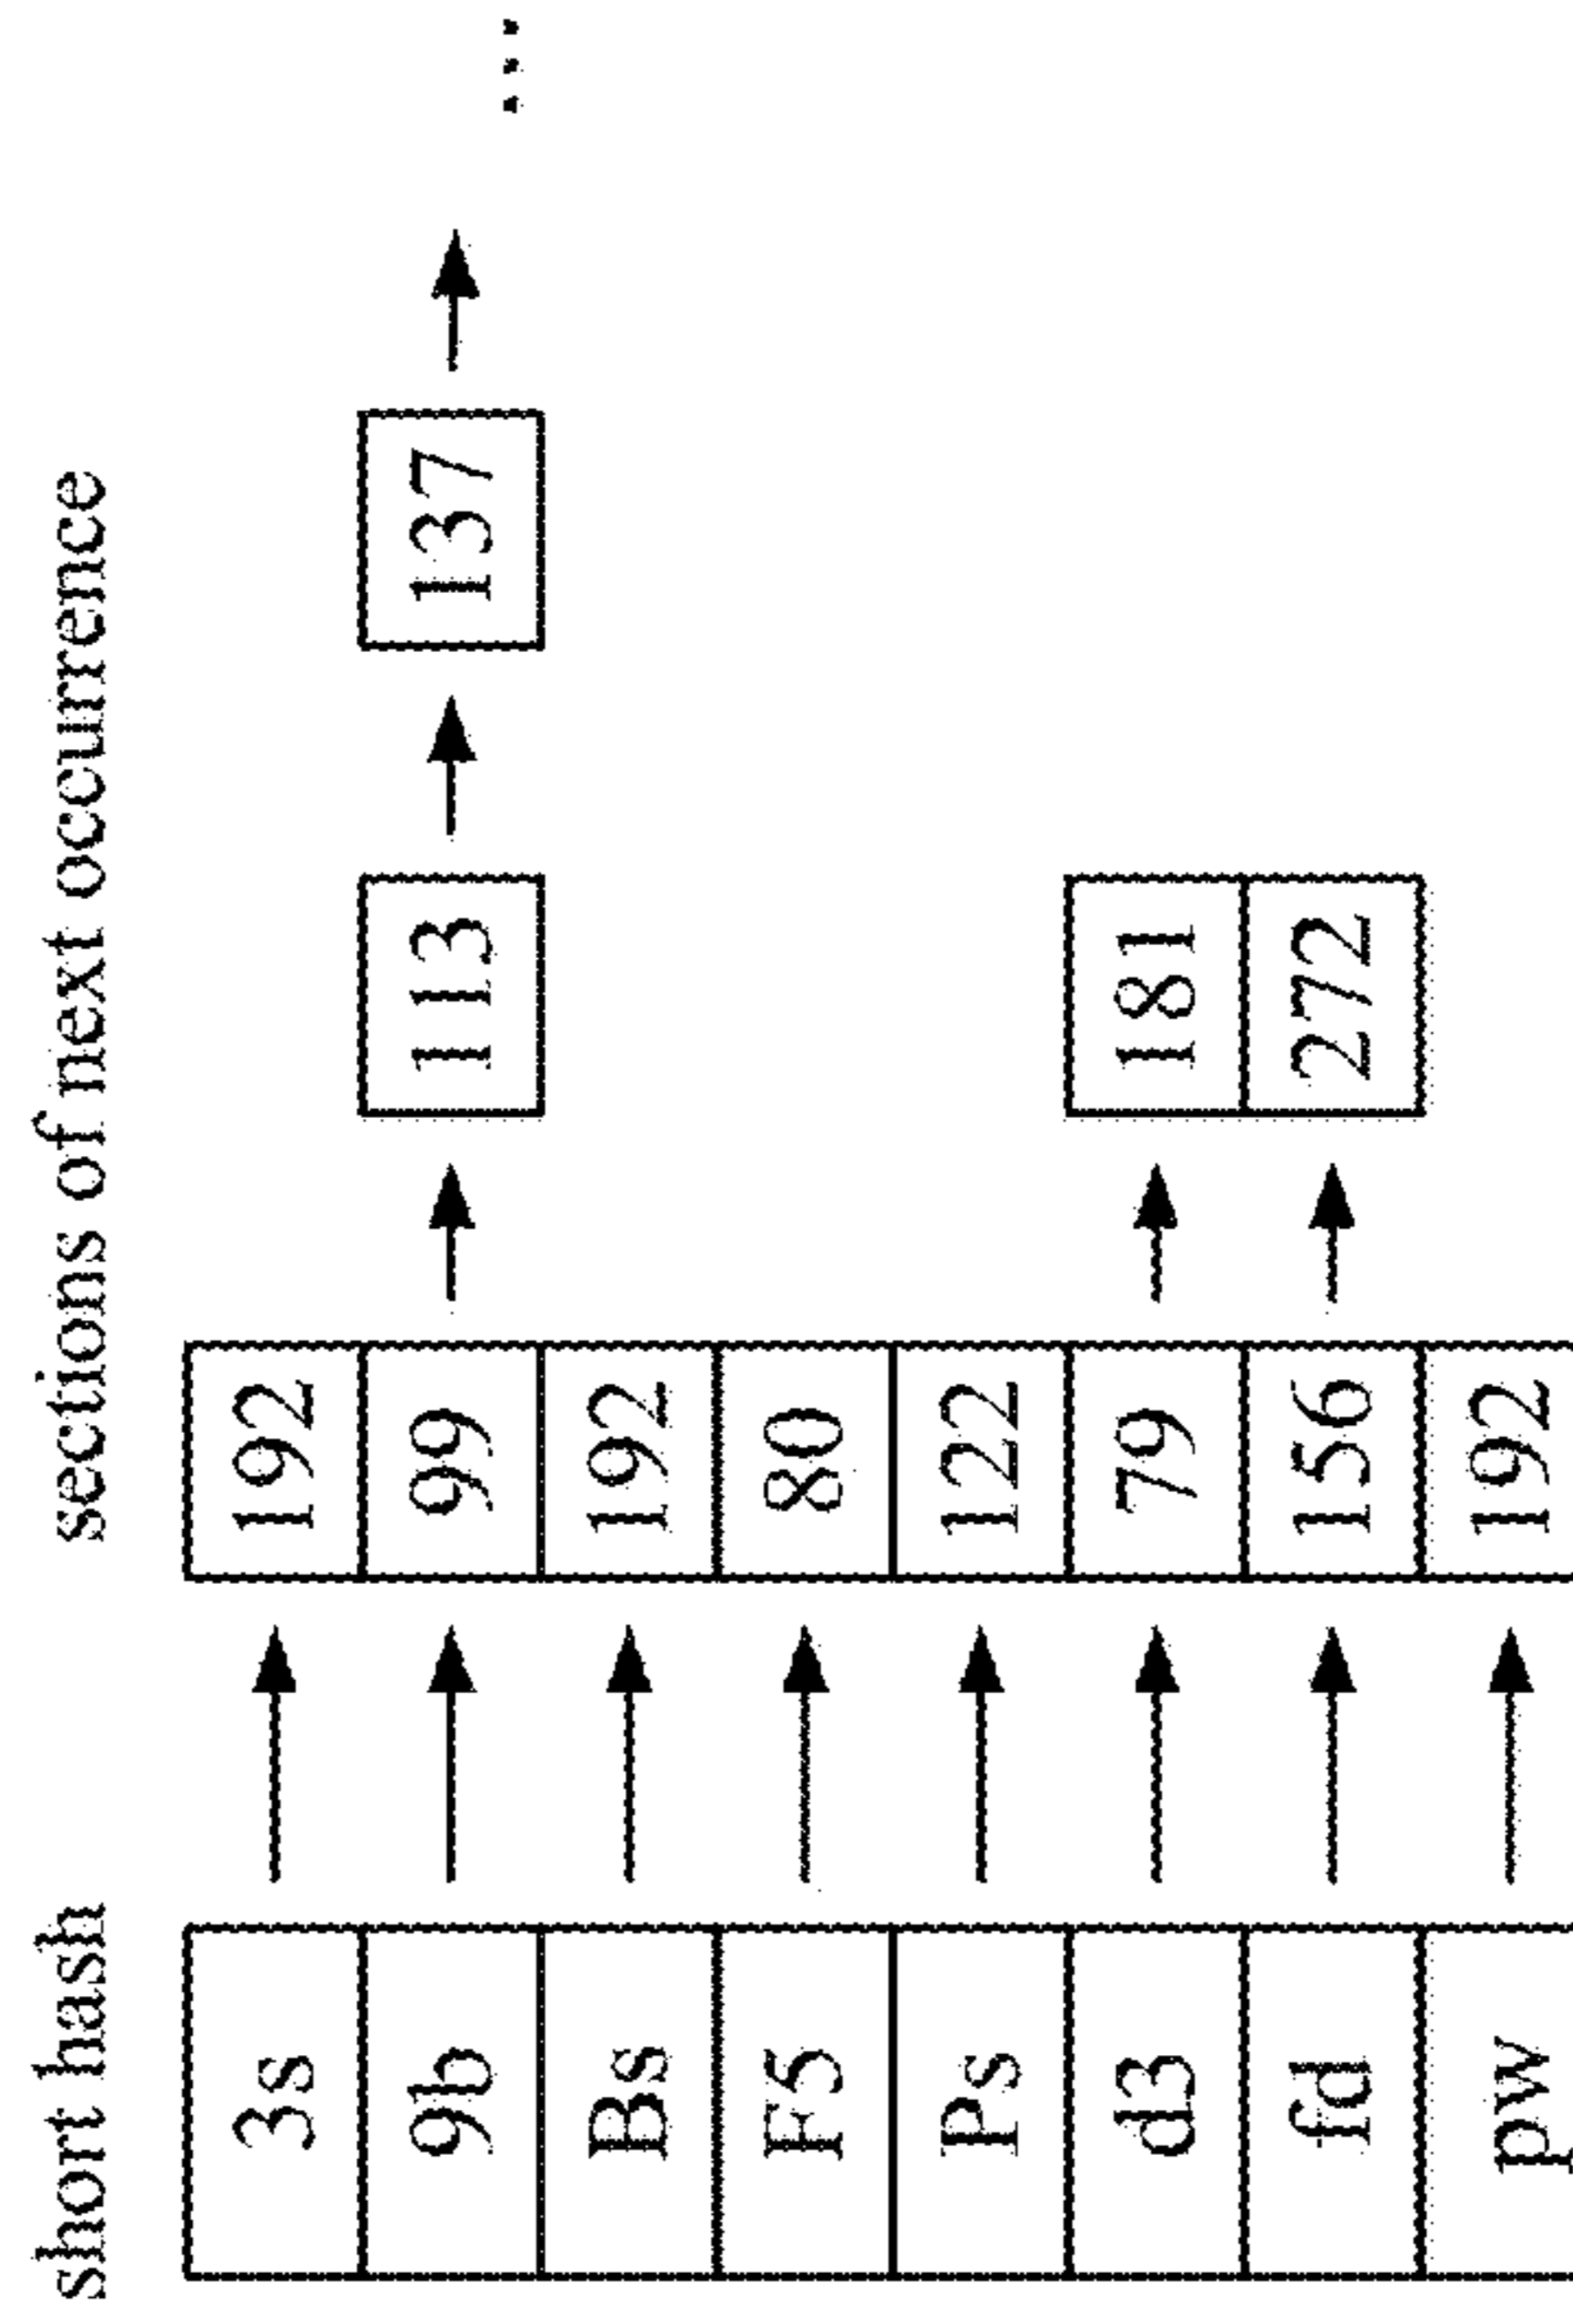 short hash sections of next occurrence
3s 192
9b 99 113 137 ...
Bs 192
F5 80
Ps 122
d3 79 181
fd 156 272
pw 192